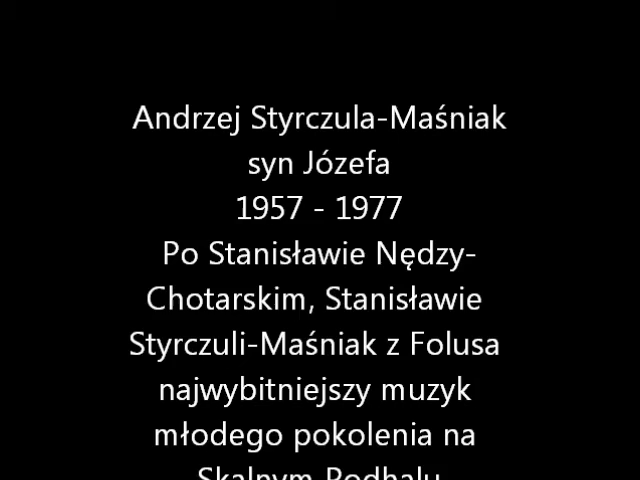 Andrzej Styrczula-Maśniak
syn Józefa
1957 - 1977
Po Stanisławie Nędzy-
Chotarskim, Stanisławie
Styrczuli-Maśniak z Folusa
najwybitniejszy muzyk
młodego pokolenia na
Skalnym Podhalu